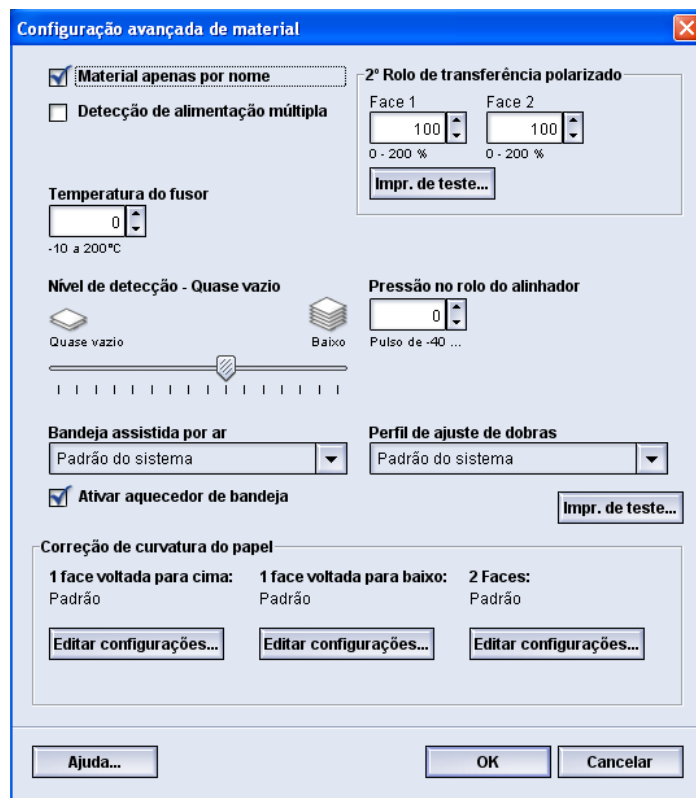 Configuração avançada de material
Material apenas por nome
Detecção de alimentação múltipla
2º Rolo de transferência polarizado
Face 1
Face 2
100
100
0 - 200 %
0 - 200 %
Impr. de teste...
Temperatura do fusor
0
-10 a 200°C
Nível de detecção - Quase vazio
Quase vazio
Baixo
Pressão no rolo do alinhador
0
Pulso de -40 ...
Bandeja assistida por ar
Padrão do sistema
Perfil de ajuste de dobras
Padrão do sistema
Ativar aquecedor de bandeja
Impr. de teste...
Correção de curvatura do papel
1 face voltada para cima:
Padrão
Editar configurações...
1 face voltada para baixo:
Padrão
Editar configurações...
2 Faces:
Padrão
Editar configurações...
Ajuda...
OK
Cancelar